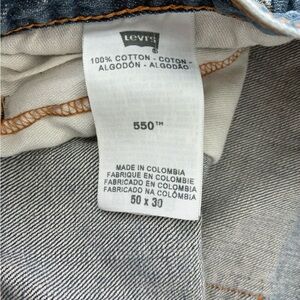 Levi's
100% COTTON - COTON -
ALGODÓN - ALGODÃO
550™
MADE IN COLOMBIA
FABRIQUE EN COLOMBIE
FABRICADO EN COLOMBIA
FABRICADO NA COLÔMBIA
50 x 30